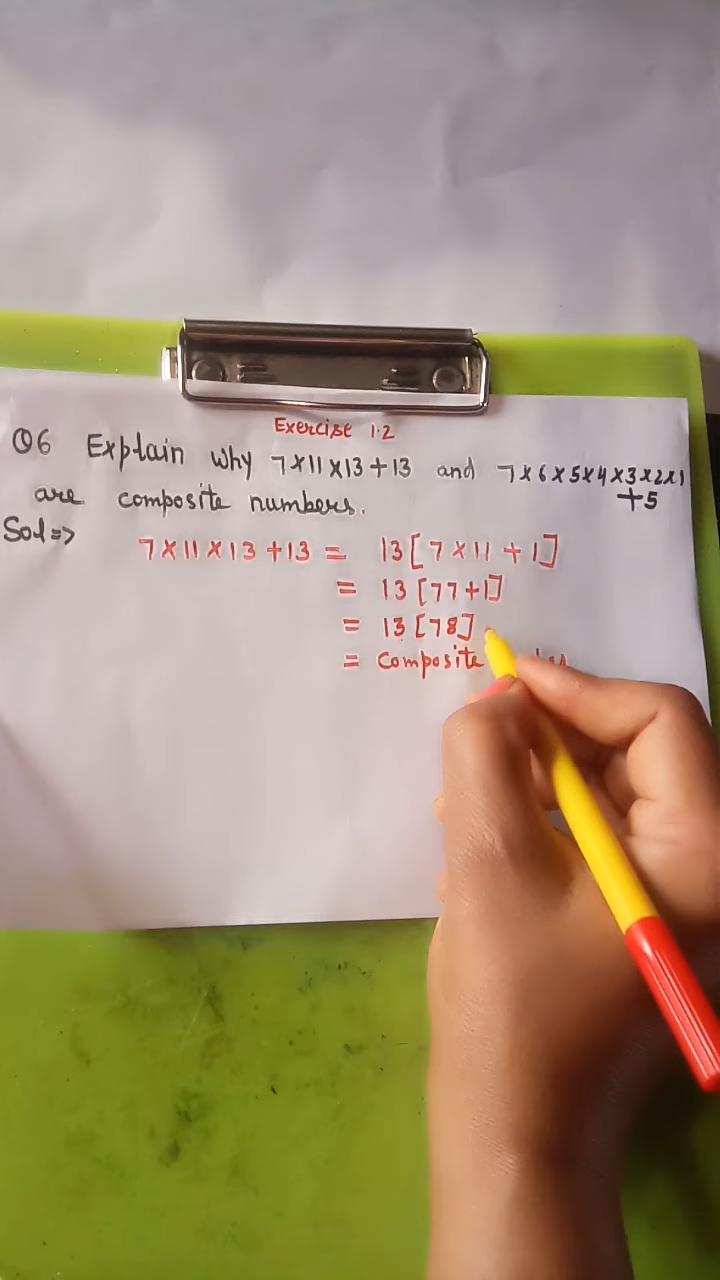 Exercise 1.2
Q6 Explain why 7×11×13+13 and 7×6×5×4×3×2×1
+5
are composite numbers.
Sol⇒ 7×11×13+13 = 13[7×11+1]
= 13[77+1]
= 13[78]
= composite